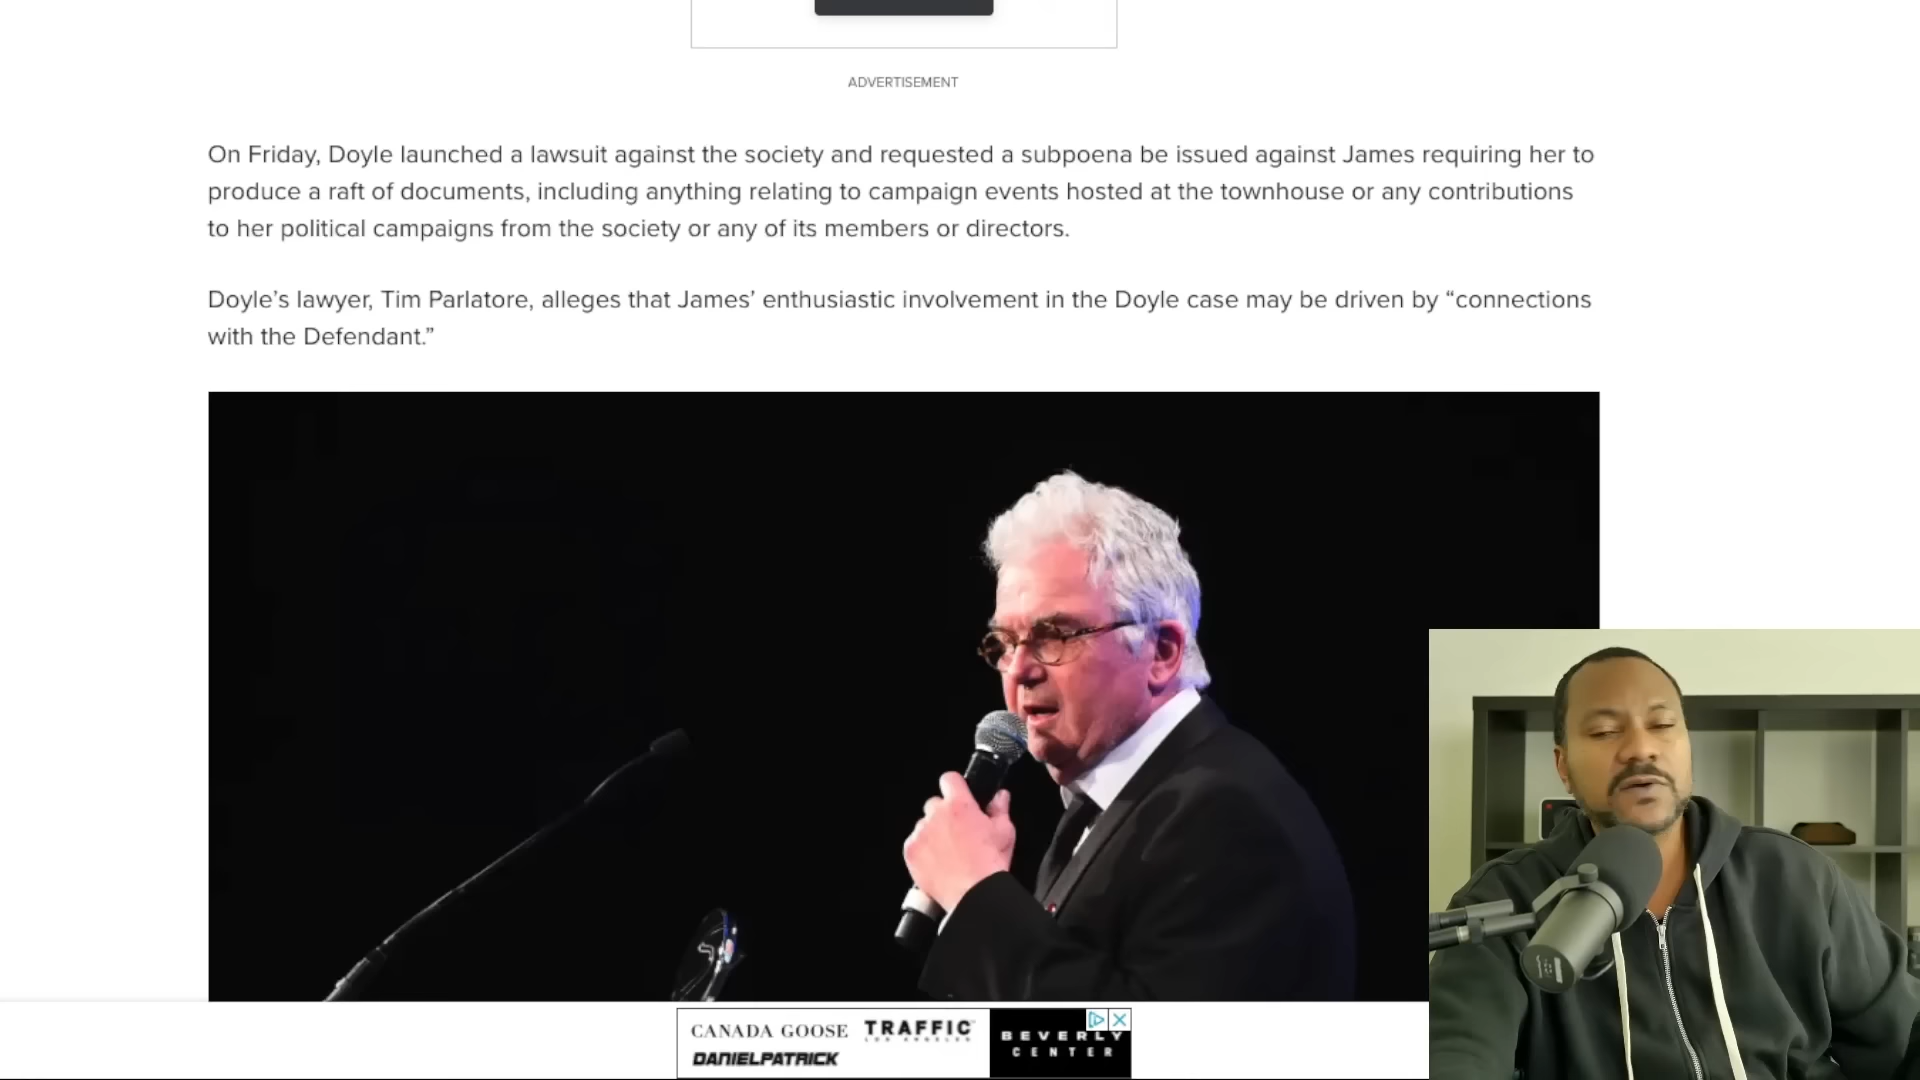 ADVERTISEMENT
On Friday, Doyle launched a lawsuit against the society and requested a subpoena be issued against James requiring her to
produce a raft of documents, including anything relating to campaign events hosted at the townhouse or any contributions
to her political campaigns from the society or any of its members or directors.
Doyle’s lawyer, Tim Parlatore, alleges that James’ enthusiastic involvement in the Doyle case may be driven by “connections
with the Defendant.”
CANADA GOOSE TRAFFIC
LOS ANGELES
DANIELPATRICK
BEVERLY
CENTER